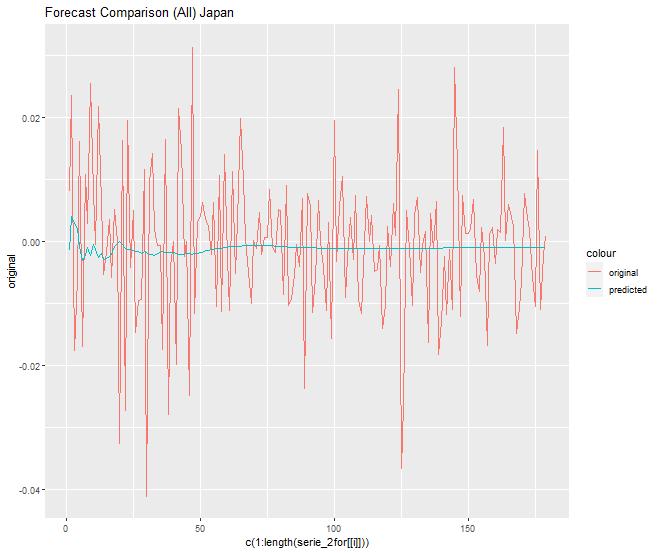 Forecast Comparison (All) Japan
original
0.02
0.00
-0.02
-0.04
0
50
100
150
c(1:length(serie_2for[[i]]))
colour
original
predicted